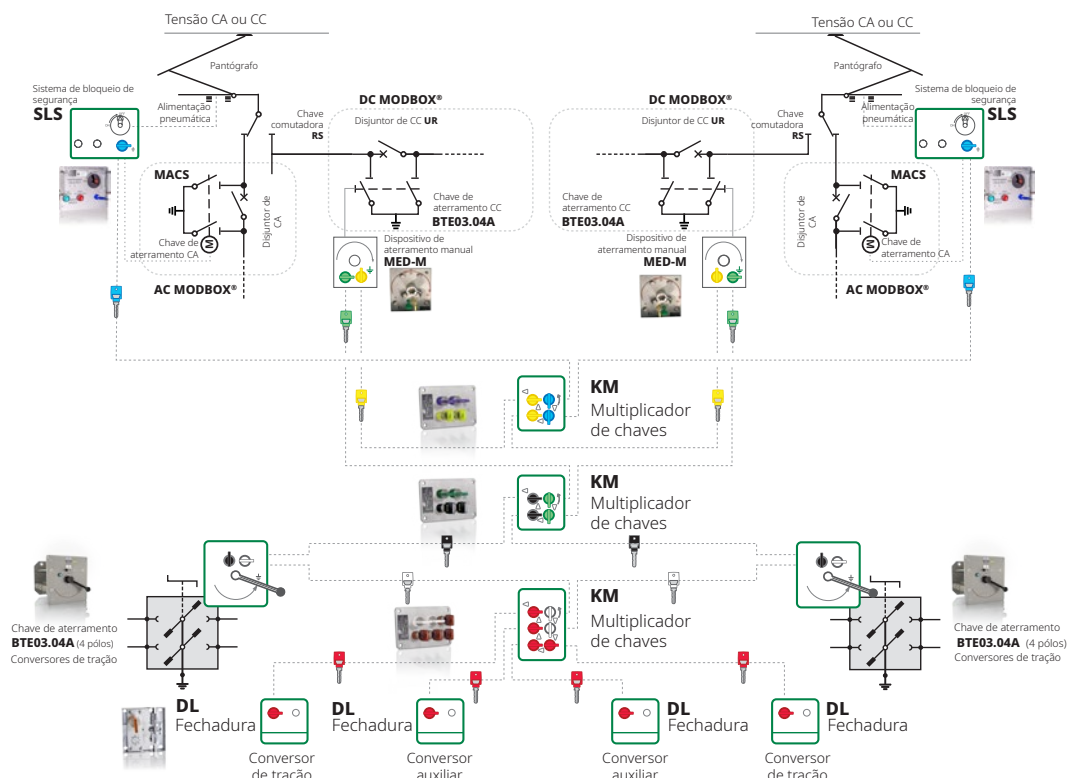 Tensão CA ou CC
Tensão CA ou CC
Pantógrafo
Pantógrafo
Sistema de bloqueio de
segurança
SLS
Sistema de bloqueio de
segurança
SLS
Alimentação
pneumática
Alimentação
pneumática
DC MODBOX®
Disjuntor de CC UR
Chave
comutadora
RS
DC MODBOX®
Disjuntor de CC UR
Chave
comutadora
RS
MACS
Disjuntor de
CA
Chave de
aterramento CA
M
AC MODBOX®
Chave de
aterramento CC
BTE03.04A
Chave de
aterramento CC
BTE03.04A
MACS
Disjuntor de
CA
Chave de
aterramento CA
M
AC MODBOX®
Dispositivo de
aterramento manual
MED-M
Dispositivo de
aterramento manual
MED-M
KM
Multiplicador
de chaves
KM
Multiplicador
de chaves
KM
Multiplicador
de chaves
Chave de aterramento
BTE03.04A (4 pólos)
Conversores de tração
Chave de aterramento
BTE03.04A (4 pólos)
Conversores de tração
DL
Fechadura
DL
Fechadura
DL
Fechadura
DL
Fechadura
Conversor
de tração
Conversor
auxiliar
Conversor
auxiliar
Conversor
de tração